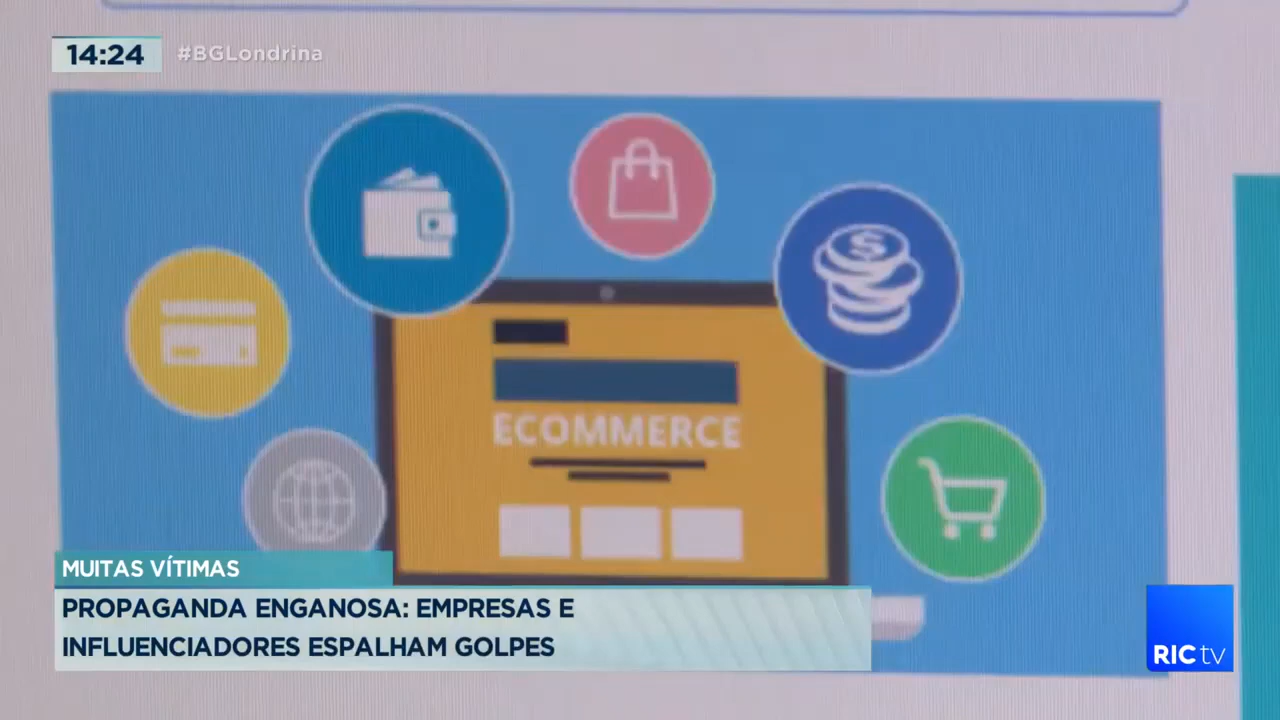 14:24 #BGLondrina
ECOMMERCE
MUITAS VÍTIMAS
PROPAGANDA ENGANOSA: EMPRESAS E
INFLUENCIADORES ESPALHAM GOLPES
RIC tv